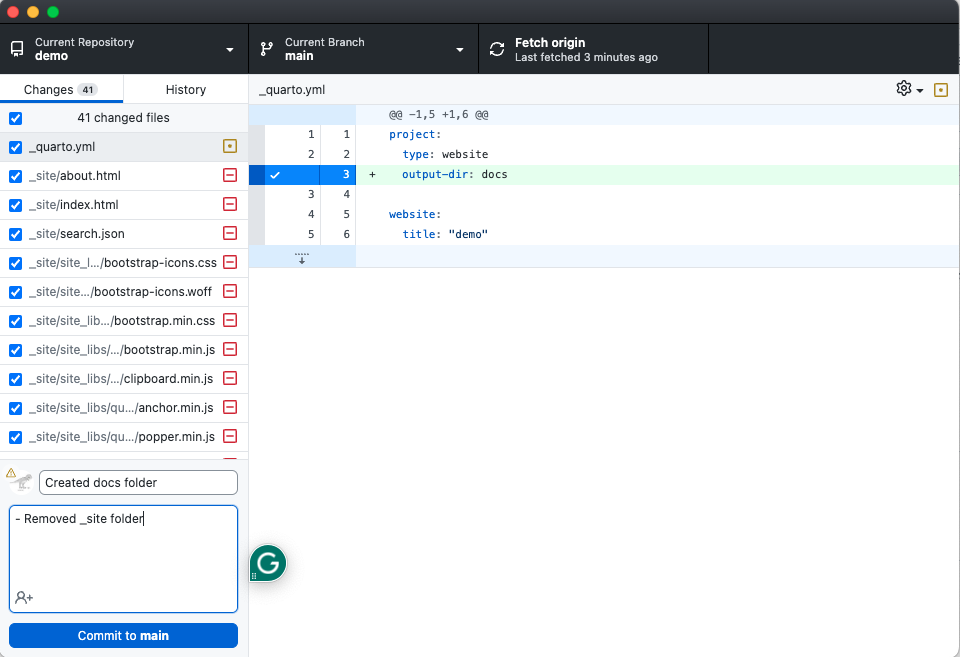 Current Repository
demo
Current Branch
main
Fetch origin
Last fetched 3 minutes ago
Changes 41
History
_quarto.yml
41 changed files
@@ -1,5 +1,6 @@
_quarto.yml
1 1 project:
_site/about.html
2 2 type: website
3 + output-dir: docs
_site/index.html
3 4
_site/search.json
4 5 website:
5 6 title: "demo"
_site/site_l.../bootstrap-icons.css
_site/site.../bootstrap-icons.woff
_site/site_lib.../bootstrap.min.css
_site/site_libs/.../bootstrap.min.js
_site/site_libs/.../clipboard.min.js
_site/site_libs/qu.../anchor.min.js
_site/site_libs/qu.../popper.min.js
Created docs folder
- Removed _site folder
G
Commit to main